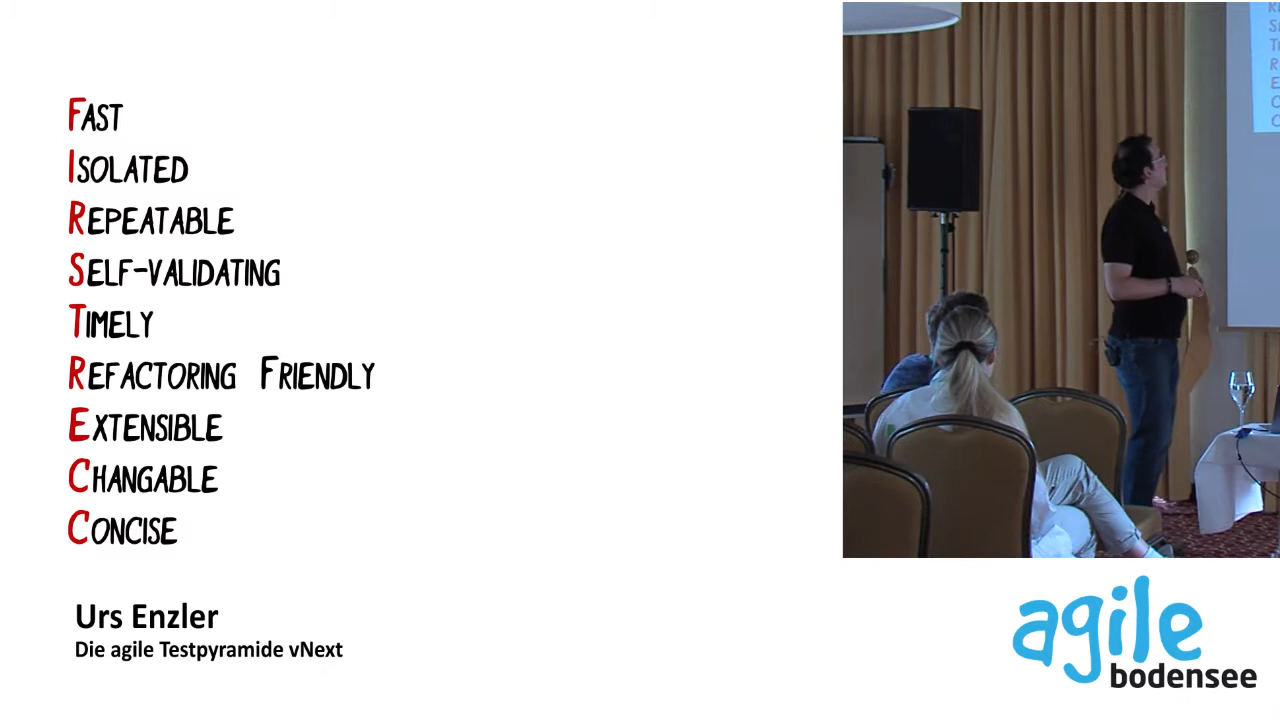 FAST
ISOLATED
REPEATABLE
SELF-VALIDATING
TIMELY
REFACTORING FRIENDLY
EXTENSIBLE
CHANGABLE
CONCISE
Urs Enzler
Die agile Testpyramide vNext
agile
bodensee